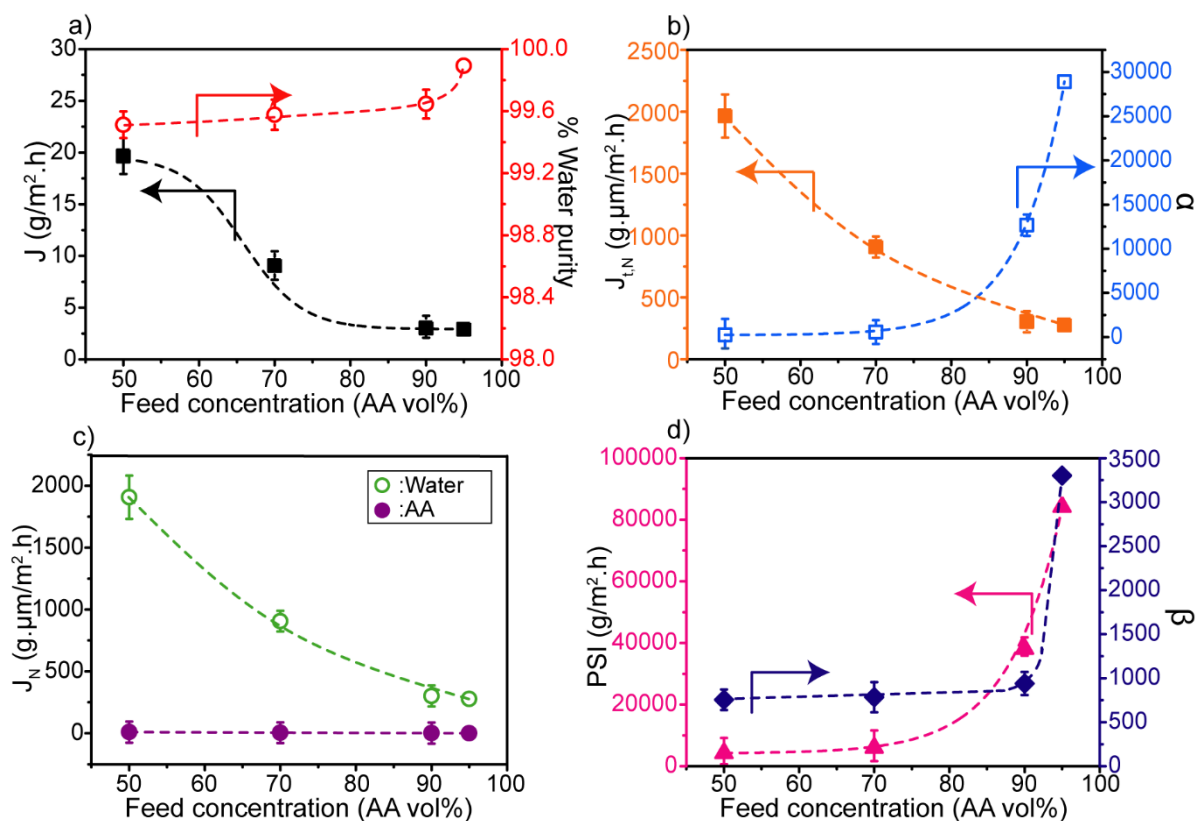 a)
30
25
20
15
10
5
0
J (g/m².h)
100.0
99.6
99.2
98.8
98.4
98.0
% Water purity
50 60 70 80 90 100
Feed concentration (AA vol%)
b)
2500
2000
1500
1000
500
0
J_{t,N} (g.µm/m².h)
30000
25000
20000
15000
10000
5000
0
α
50 60 70 80 90 100
Feed concentration (AA vol%)
c)
2000
1500
1000
500
0
J_N (g.µm/m².h)
:Water
:AA
50 60 70 80 90 100
Feed concentration (AA vol%)
d)
100000
80000
60000
40000
20000
0
PSI (g/m².h)
3500
3000
2500
2000
1500
1000
500
0
β
50 60 70 80 90 100
Feed concentration (AA vol%)